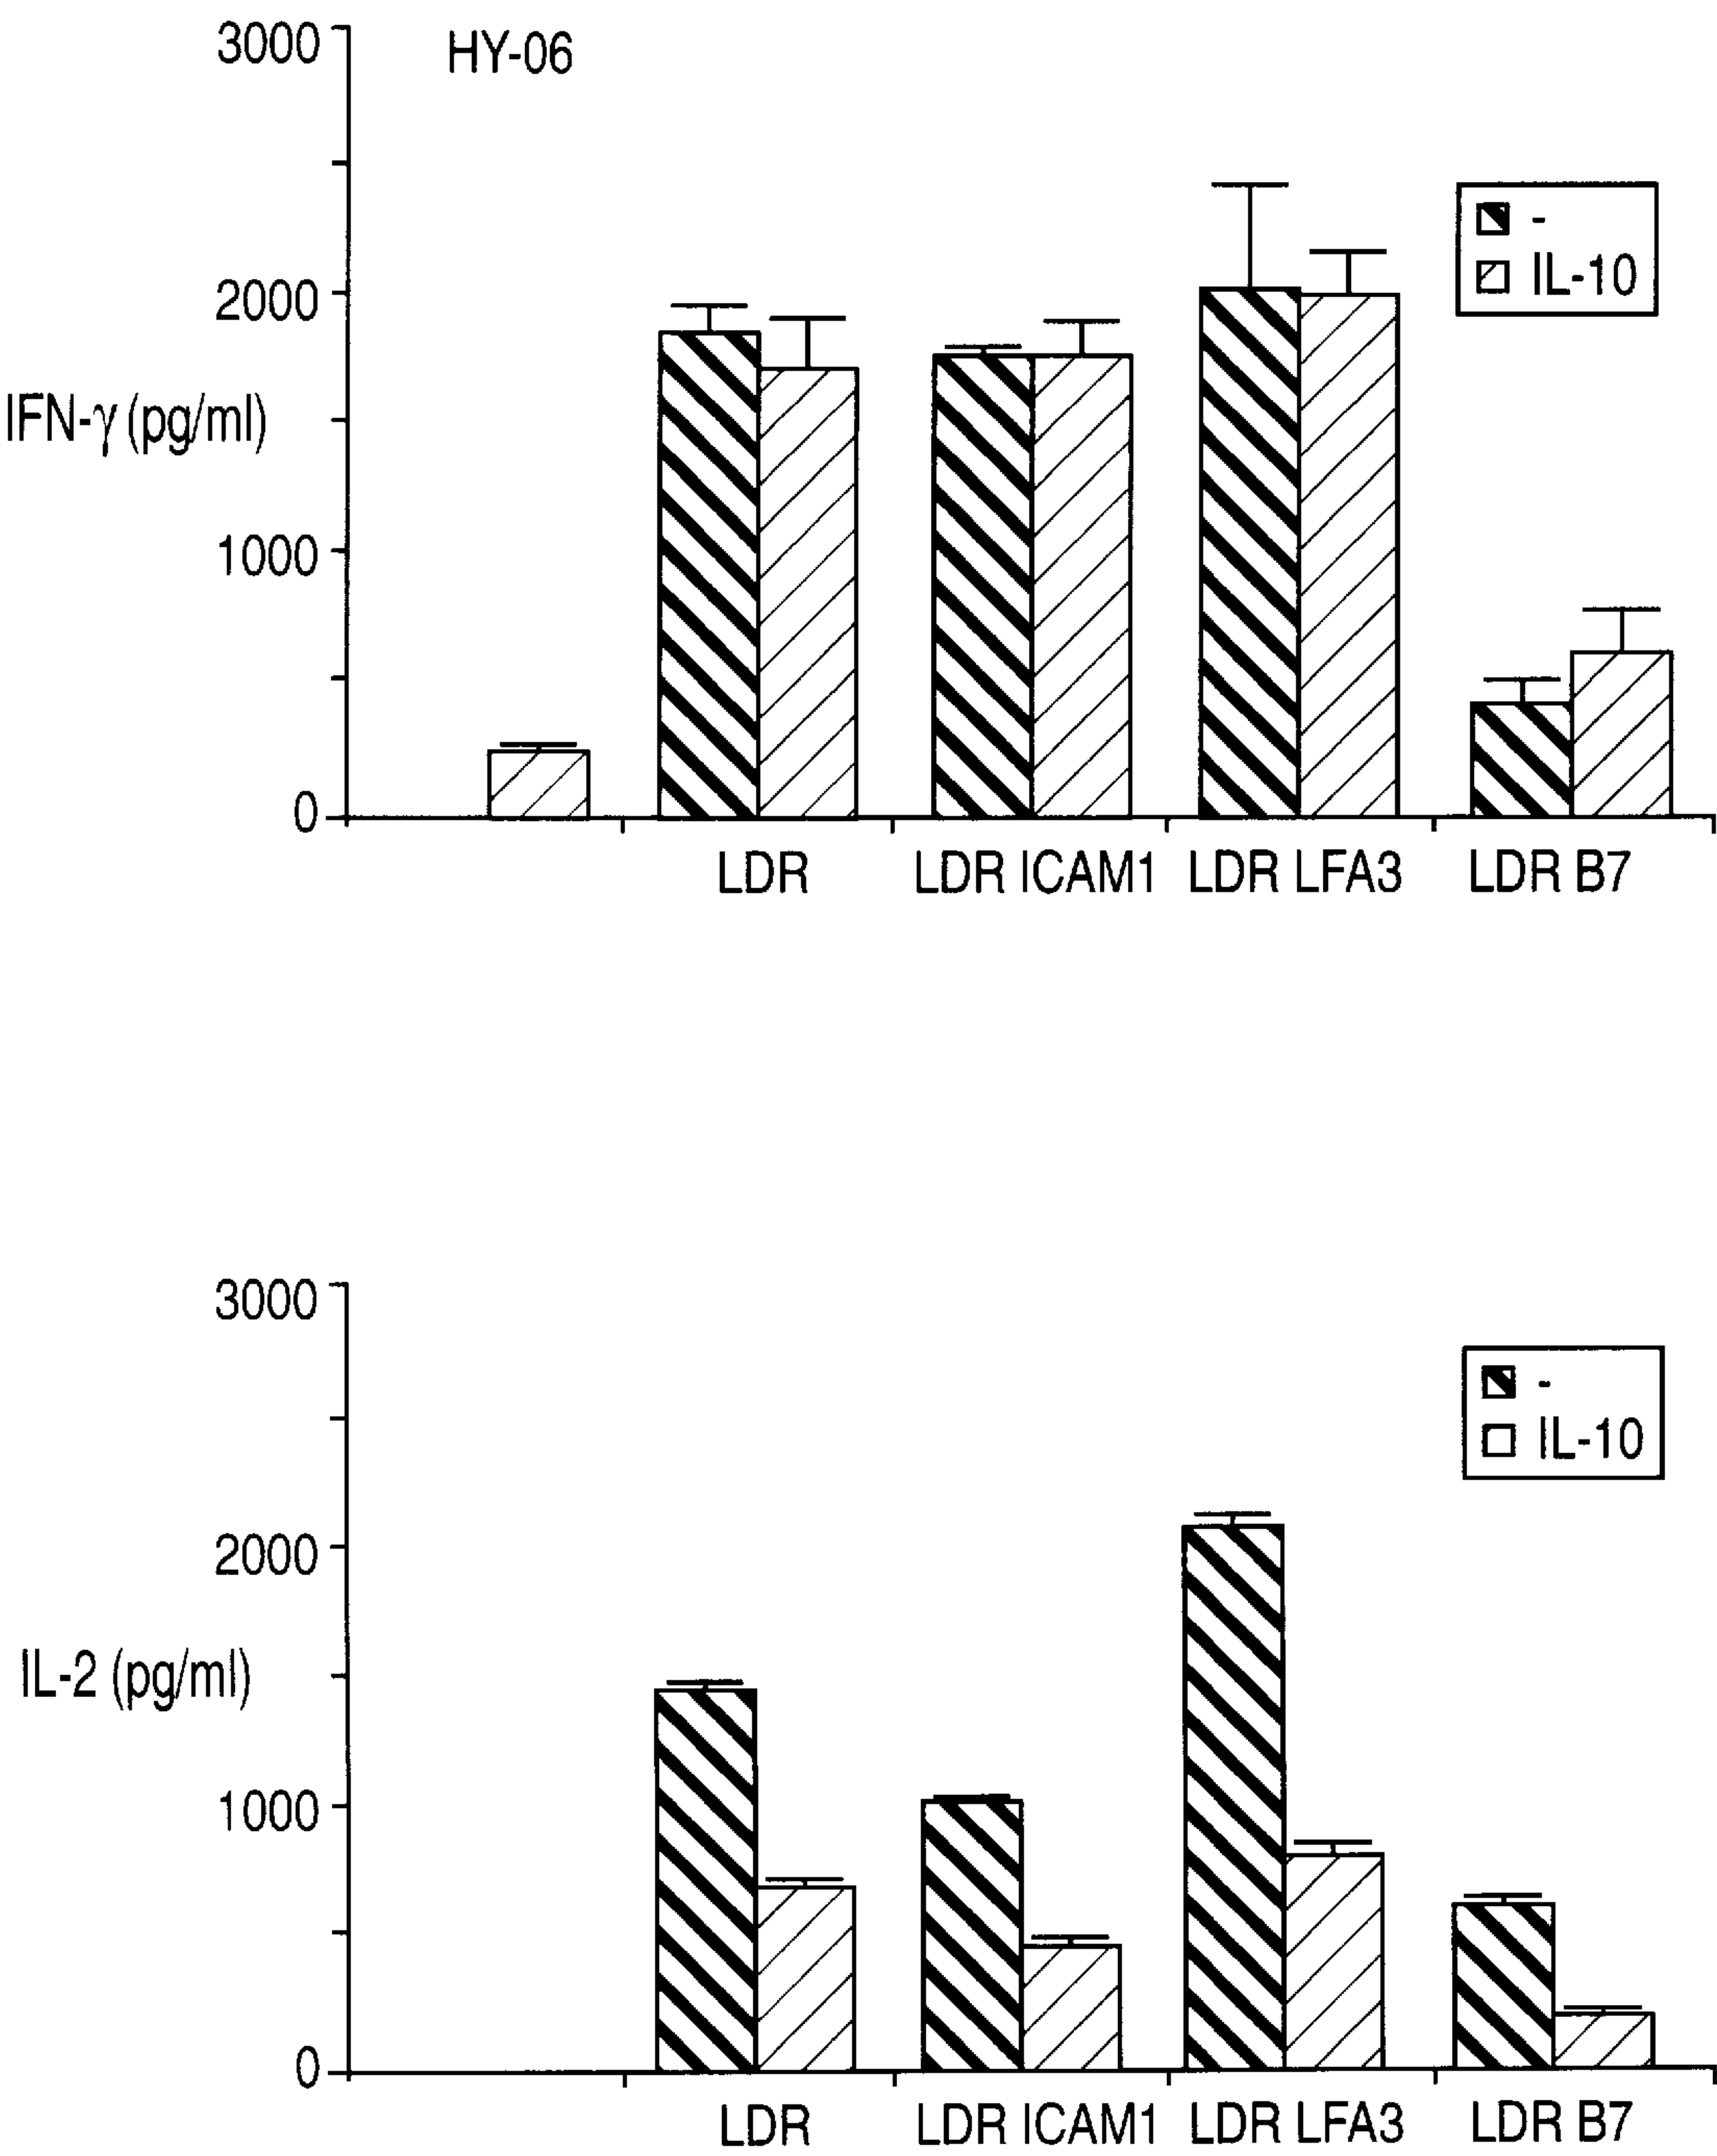 3000
HY-06
-
IL-10
2000
IFN-γ (pg/ml)
1000
0
LDR
LDR ICAM1
LDR LFA3
LDR B7
3000
-
IL-10
2000
IL-2 (pg/ml)
1000
0
LDR
LDR ICAM1
LDR LFA3
LDR B7